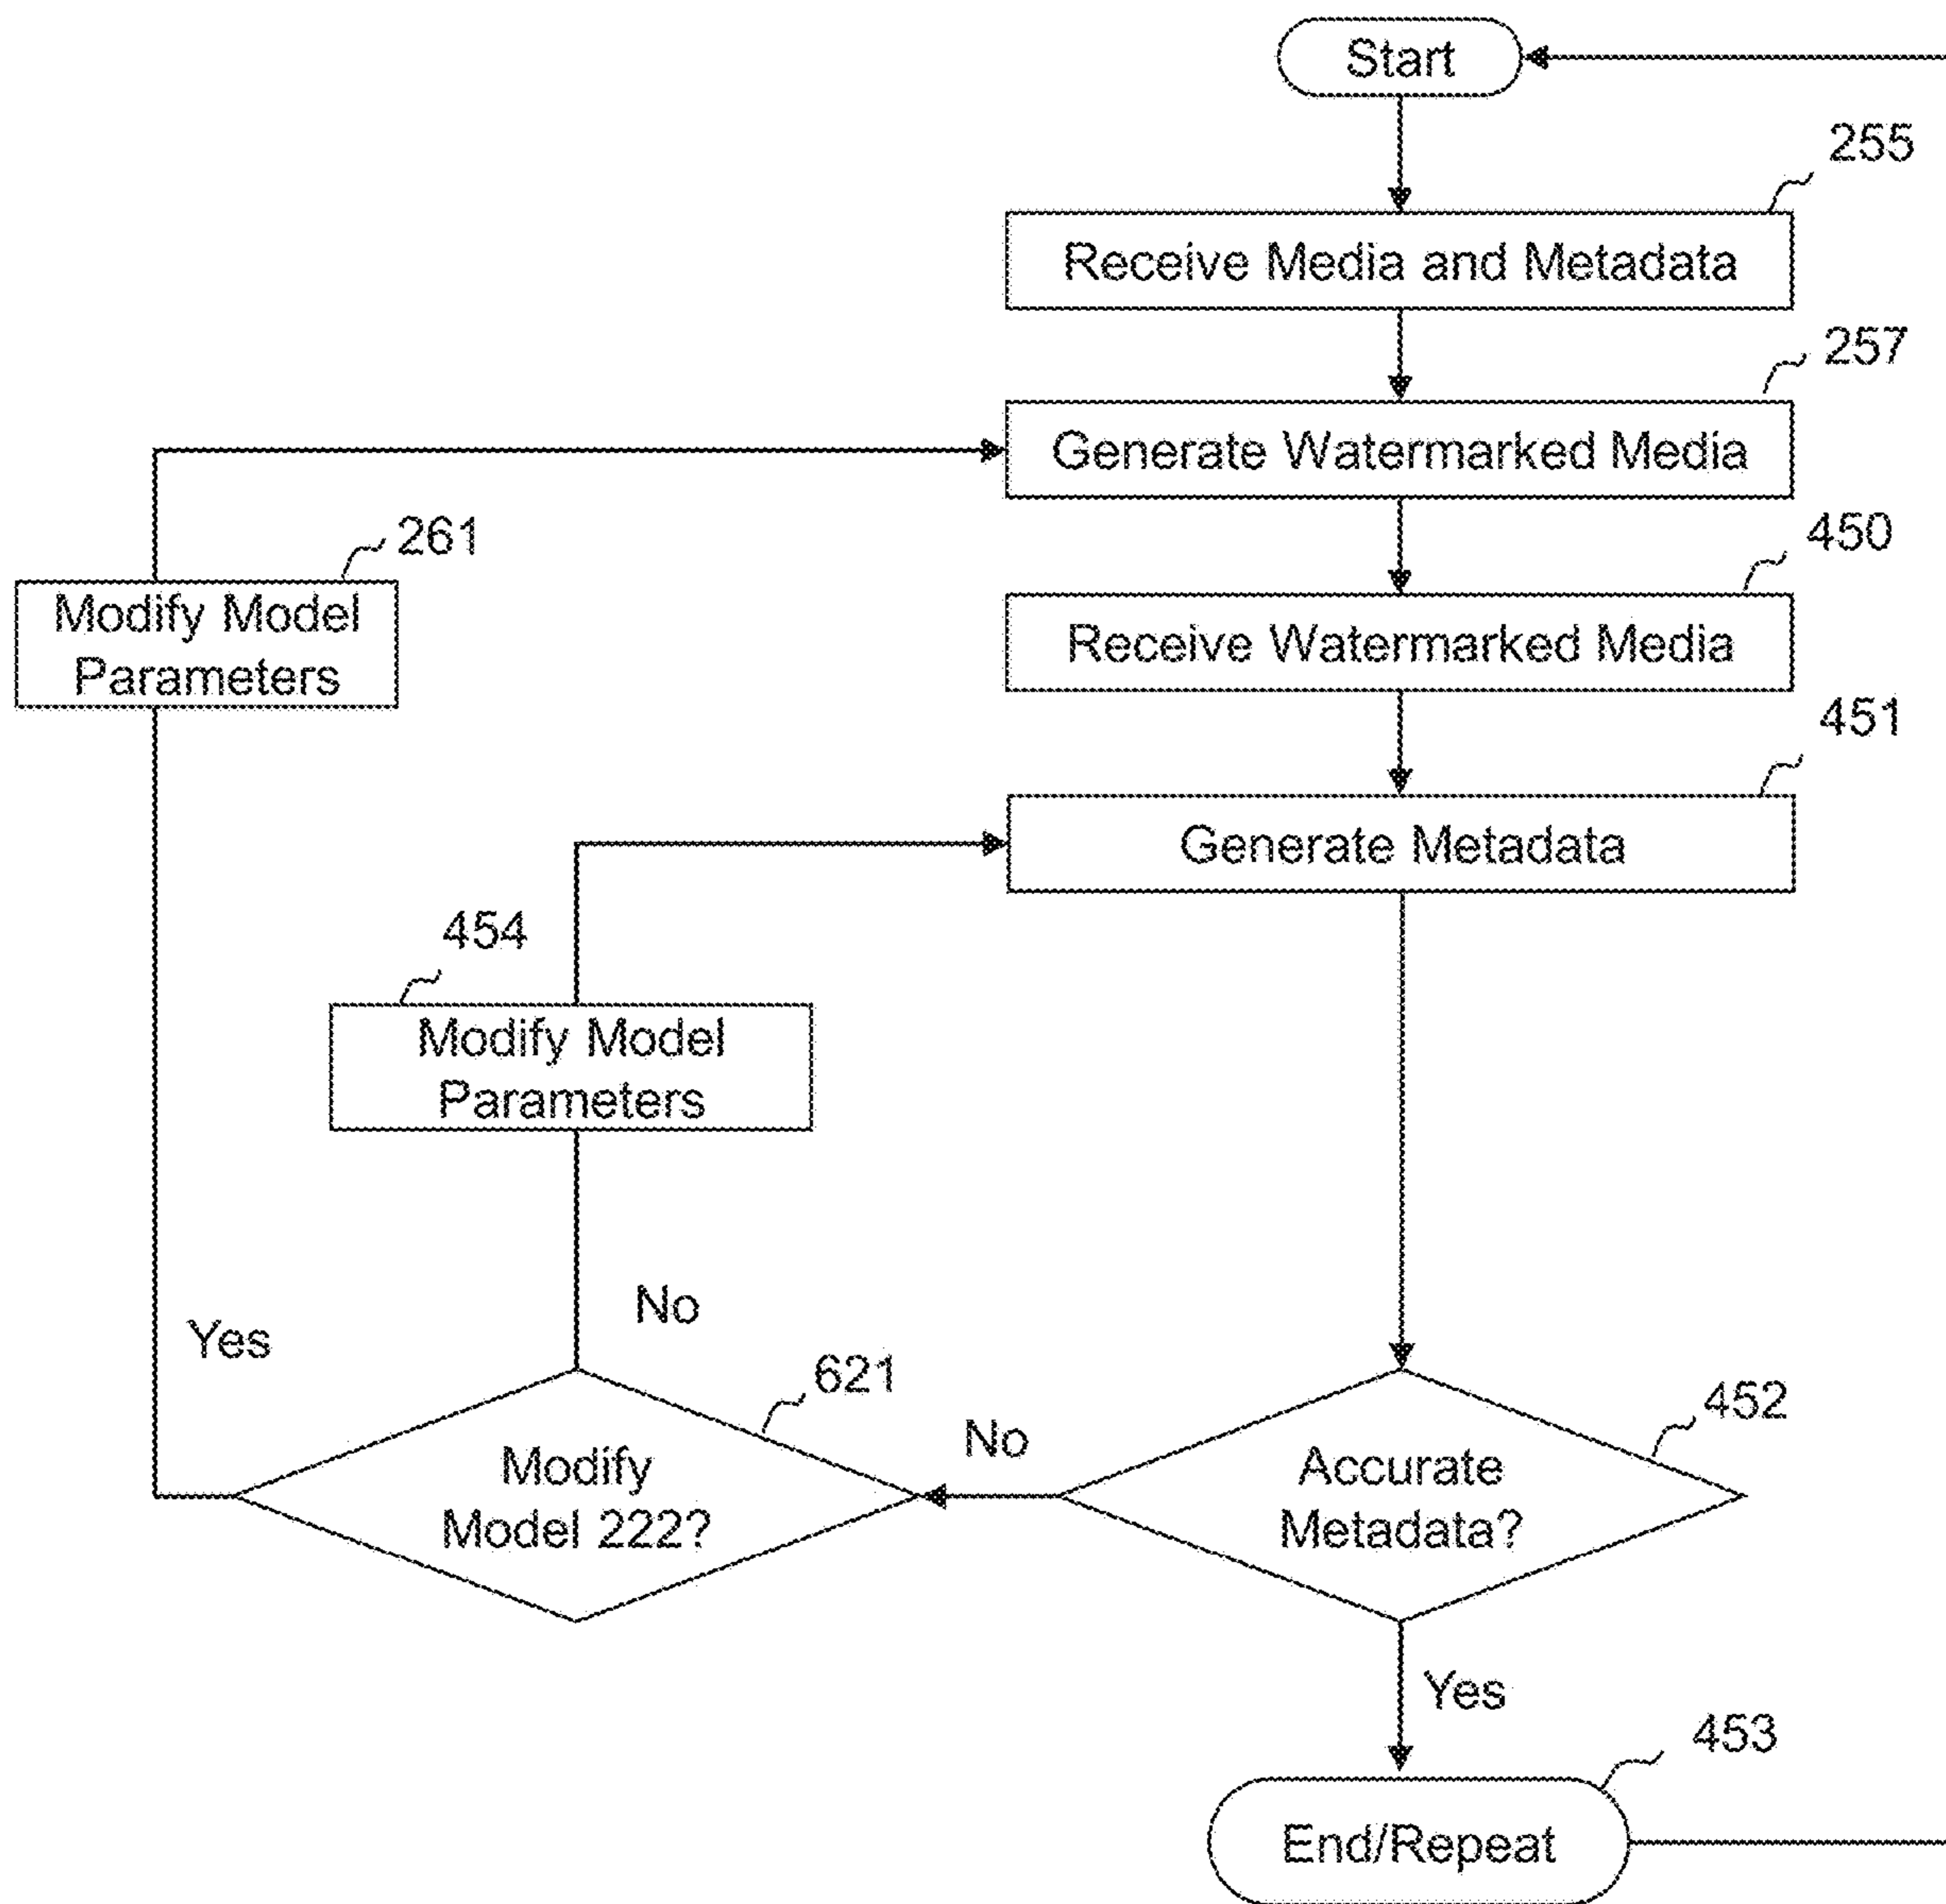 Start
255
Receive Media and Metadata
257
Generate Watermarked Media
261
Modify Model
Parameters
450
Receive Watermarked Media
451
Generate Metadata
454
Modify Model
Parameters
No
Yes
621
Modify
Model 222?
No
452
Accurate
Metadata?
Yes
453
End/Repeat